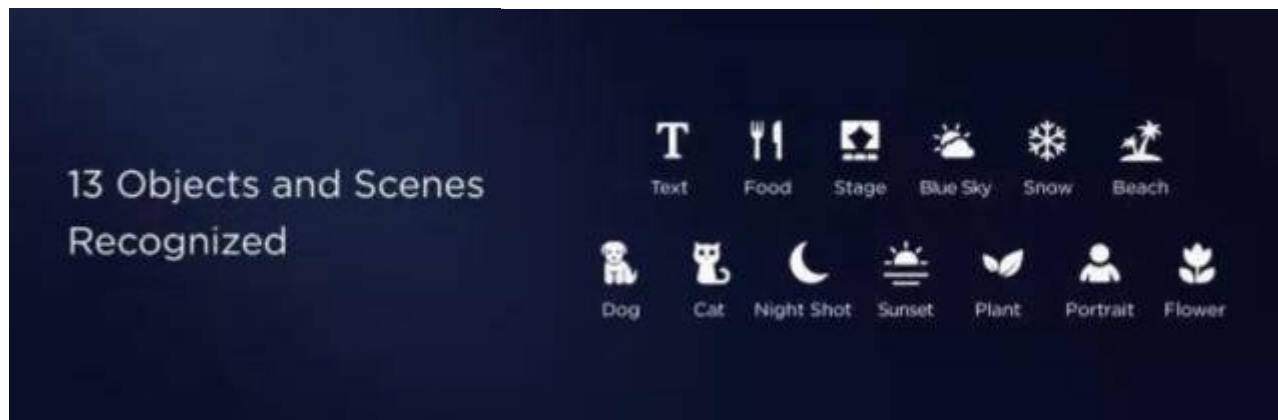 13 Objects and Scenes
Recognized
T
Text Food Stage Blue Sky Snow Beach
Dog Cat Night Shot Sunset Plant Portrait Flower